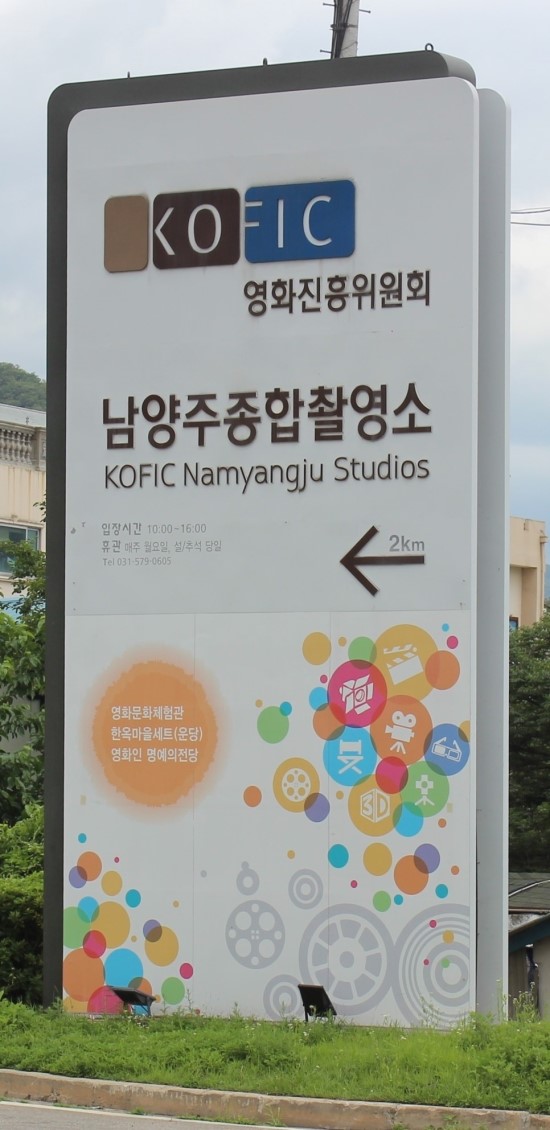 KOFIC
영화진흥위원회
남양주종합촬영소
KOFIC Namyangju Studios
입장시간 10:00~16:00
휴관 매주 월요일, 설/추석 당일
Tel 031-579-0605
2km
영화문화체험관
한옥마을세트(운당)
영화인 명예의전당
3D